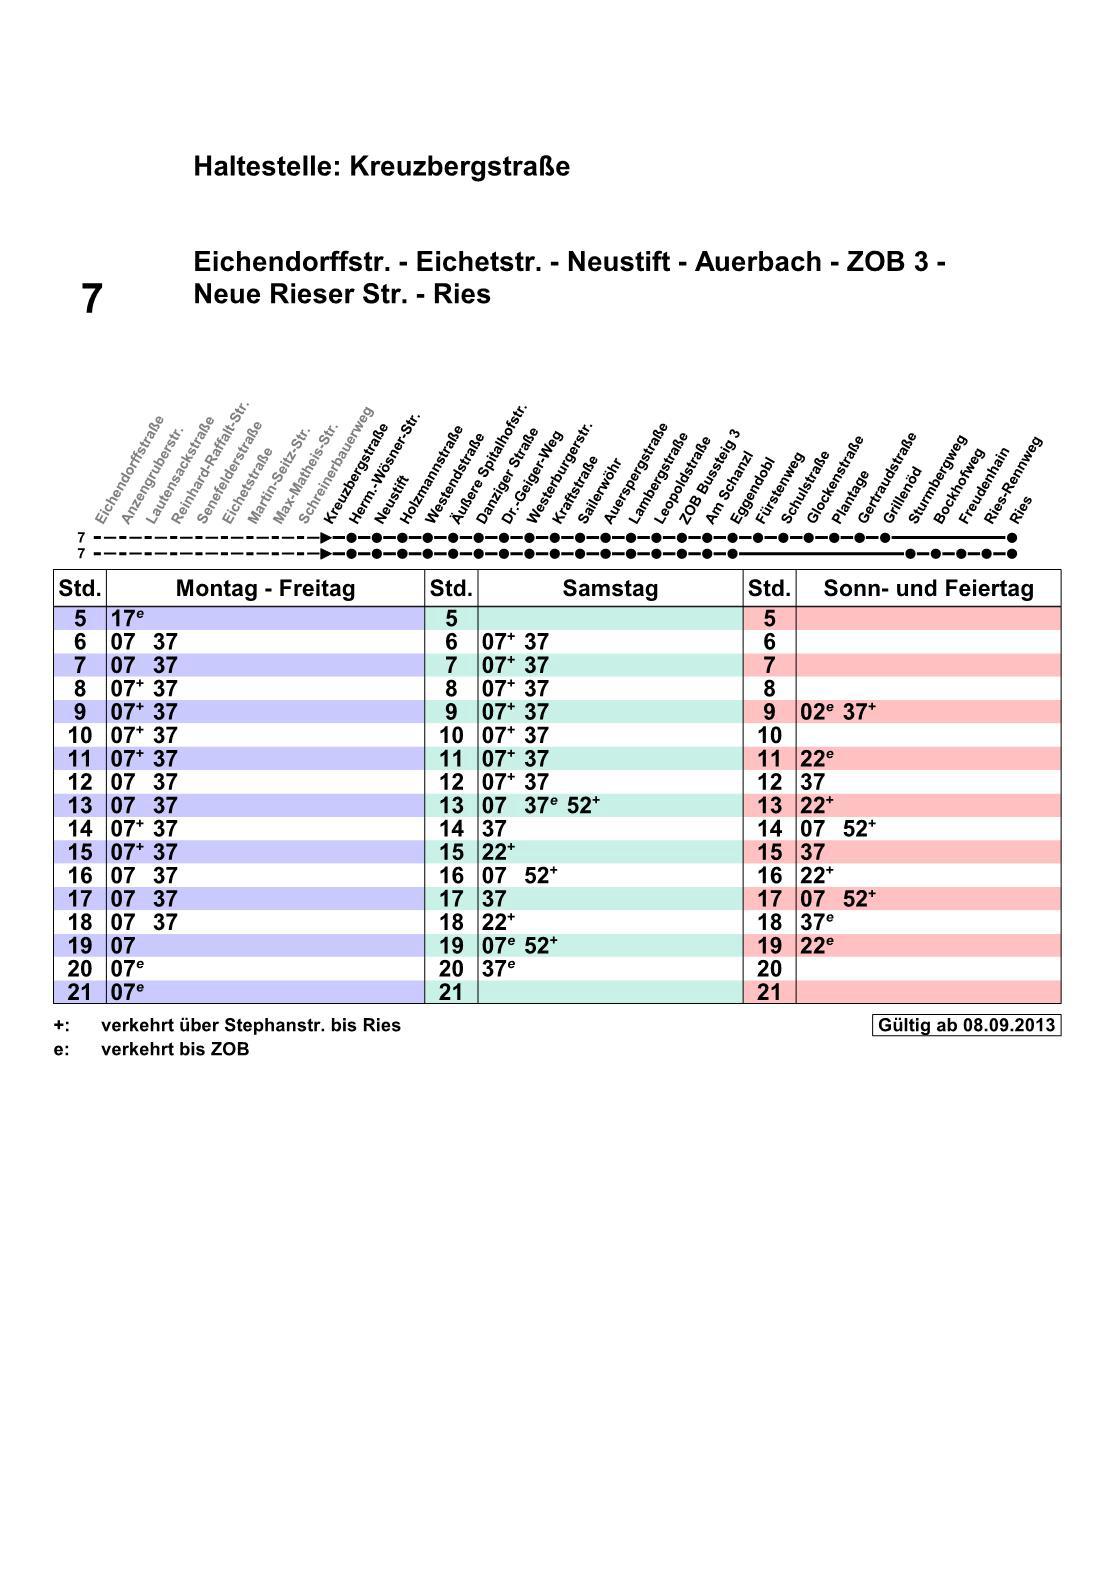 Haltestelle: Kreuzbergstraße
Eichendorffstr. - Eichetstr. - Neustift - Auerbach - ZOB 3 -
7
Neue Rieser Str. - Ries
Eichendorffstraße
Anzengruberstr.
Lautensackstraße
Reinhard-Raffalt-Str.
Senefelderstraße
Eichetstraße
Martin-Seitz-Str.
Max-Matheis-Str.
Schreinerbauerweg
Kreuzbergstraße
Herm.-Wösner-Str.
Neustift
Holzmannstraße
Westendstraße
Äußere Spitalhofstr.
Danziger Straße
Dr.-Geiger-Weg
Westerburgerstr.
Kraftstraße
Sailerwöhr
Auerspergstraße
Lambergstraße
Leopoldstraße
ZOB Bussteig 3
Am Schanzl
Eggendobl
Fürstenweg
Schulstraße
Glockenstraße
Plantage
Gertraudstraße
Grillenöd
Sturmbergweg
Bockhofweg
Freudenhain
Ries-Rennweg
Ries
7
7
Std. Montag - Freitag Std. Samstag Std. Sonn- und Feiertag
5 17e 5 5
6 07 37 6 07+ 37 6
7 07 37 7 07+ 37 7
8 07+ 37 8 07+ 37 8
9 07+ 37 9 07+ 37 9 02e 37+
10 07+ 37 10 07+ 37 10
11 07+ 37 11 07+ 37 11 22e
12 07 37 12 07+ 37 12 37
13 07 37 13 07 37e 52+ 13 22+
14 07+ 37 14 37 14 07 52+
15 07+ 37 15 22+ 15 37
16 07 37 16 07 52+ 16 22+
17 07 37 17 37 17 07 52+
18 07 37 18 22+ 18 37e
19 07 19 07e 52+ 19 22e
20 07e 20 37e 20
21 07e 21 21
+: verkehrt über Stephanstr. bis Ries
Gültig ab 08.09.2013
e: verkehrt bis ZOB